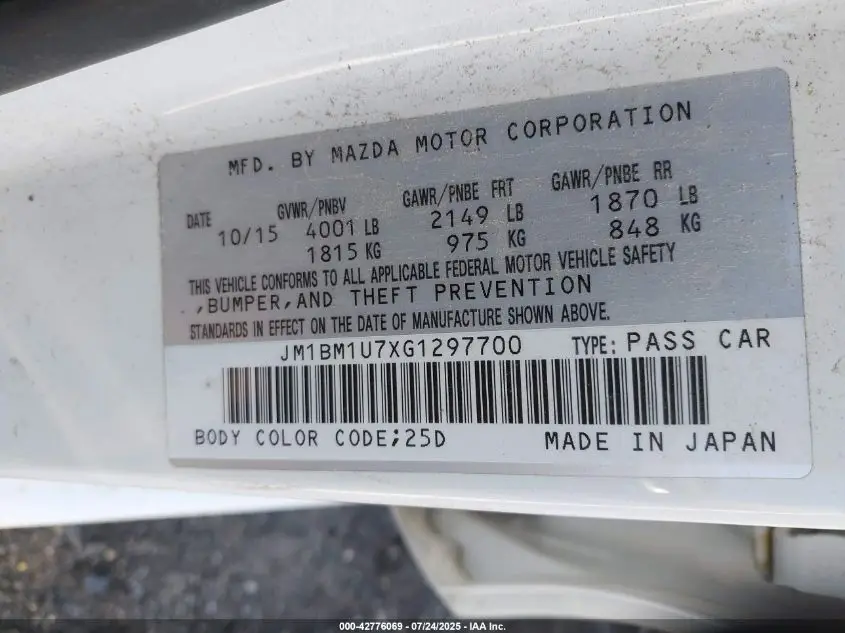 MFD. BY MAZDA MOTOR CORPORATION
DATE GVWR/PNBV GAWR/PNBE FRT GAWR/PNBE RR
10/15 4001 LB 2149 LB 1870 LB
1815 KG 975 KG 848 KG
THIS VEHICLE CONFORMS TO ALL APPLICABLE FEDERAL MOTOR VEHICLE SAFETY
,BUMPER,AND THEFT PREVENTION
STANDARDS IN EFFECT ON THE DATE OF MANUFACTURE SHOWN ABOVE.
JM1BM1U7XG1297700 TYPE: PASS CAR
BODY COLOR CODE;25D MADE IN JAPAN
000-42776069 - 07/24/2025 - IAA Inc.